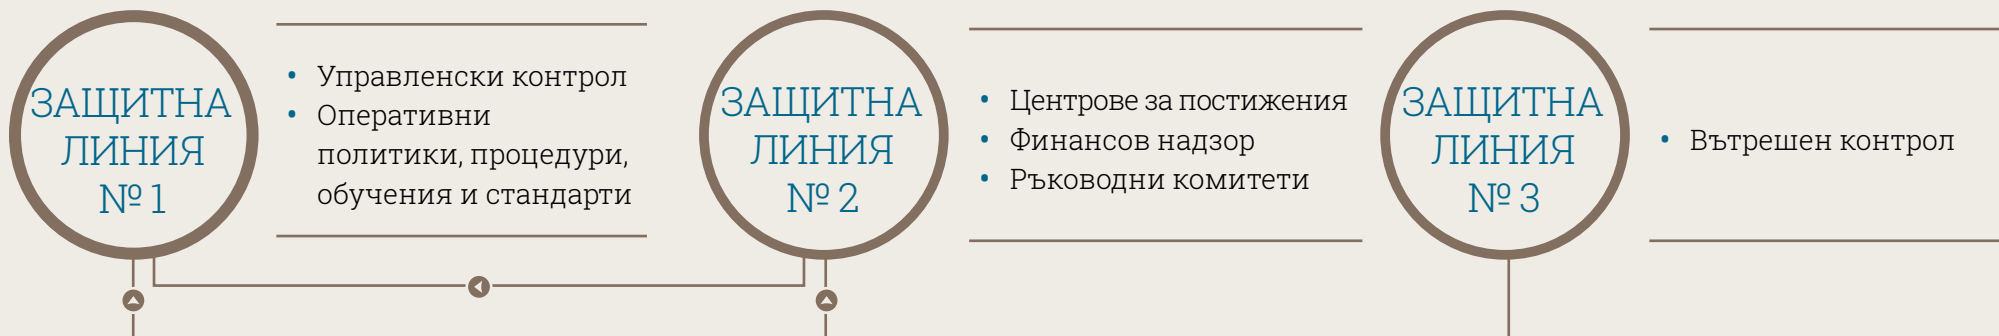 ЗАЩИТНА
ЛИНИЯ
№ 1
• Управленски контрол
• Оперативни
политики, процедури,
обучения и стандарти
ЗАЩИТНА
ЛИНИЯ
№ 2
• Центрове за постижения
• Финансов надзор
• Ръководни комитети
ЗАЩИТНА
ЛИНИЯ
№ 3
• Вътрешен контрол